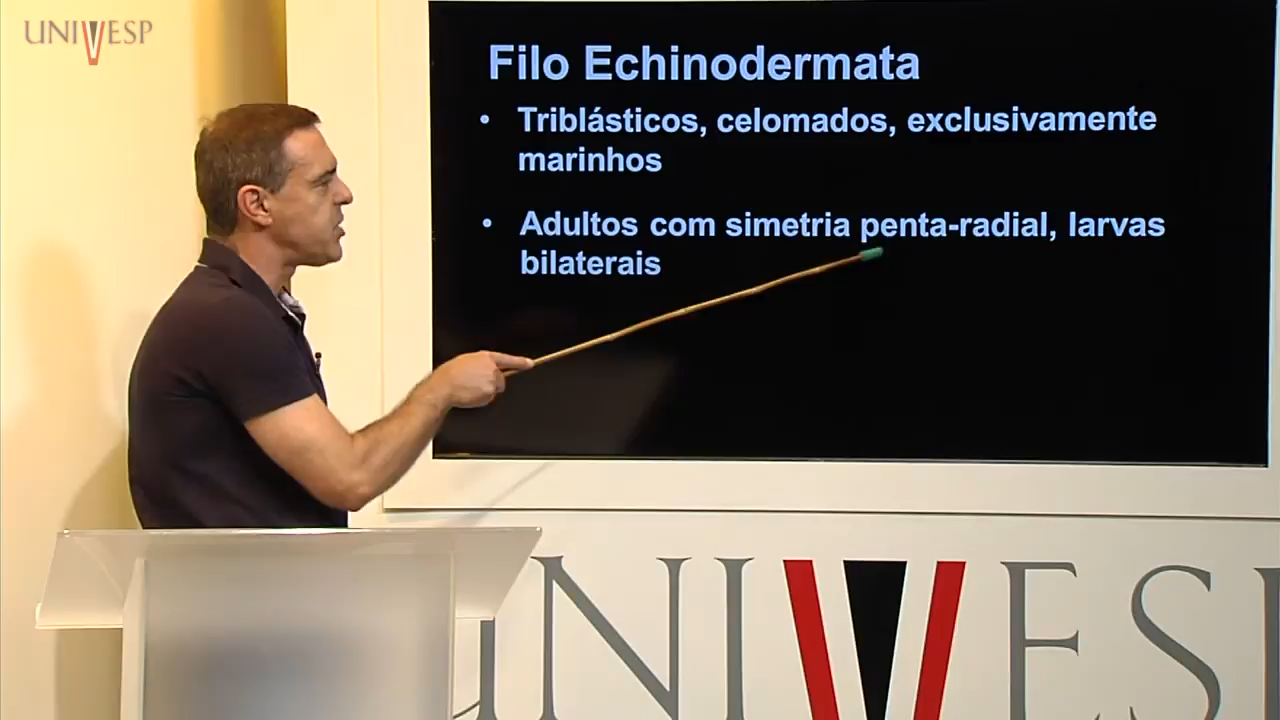 UNIVESP
Filo Echinodermata
• Triblásticos, celomados, exclusivamente
marinhos
• Adultos com simetria penta-radial, larvas
bilaterais
UNIVESP